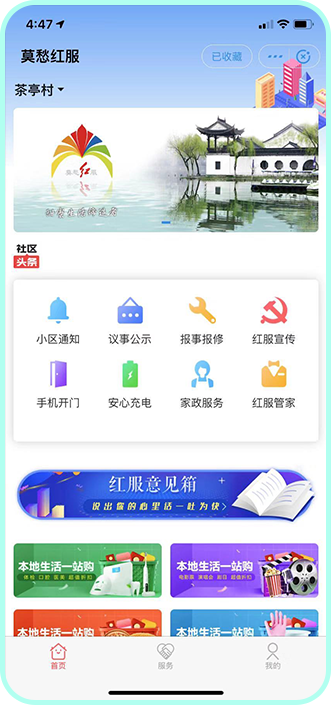 4:47
莫愁红服
已收藏
茶亭村
莫愁红服
社区
头条
小区通知
议事公示
报事报修
红服宣传
手机开门
安心充电
家政服务
红服管家
红服意见箱
说出你的心里话一吐为快
本地生活一站购
体检 口腔 医美 超值折扣
本地生活一站购
电影票 演唱会 剧目 超值折扣
本地生活一站购
本地生活一站购
首页
服务
我的